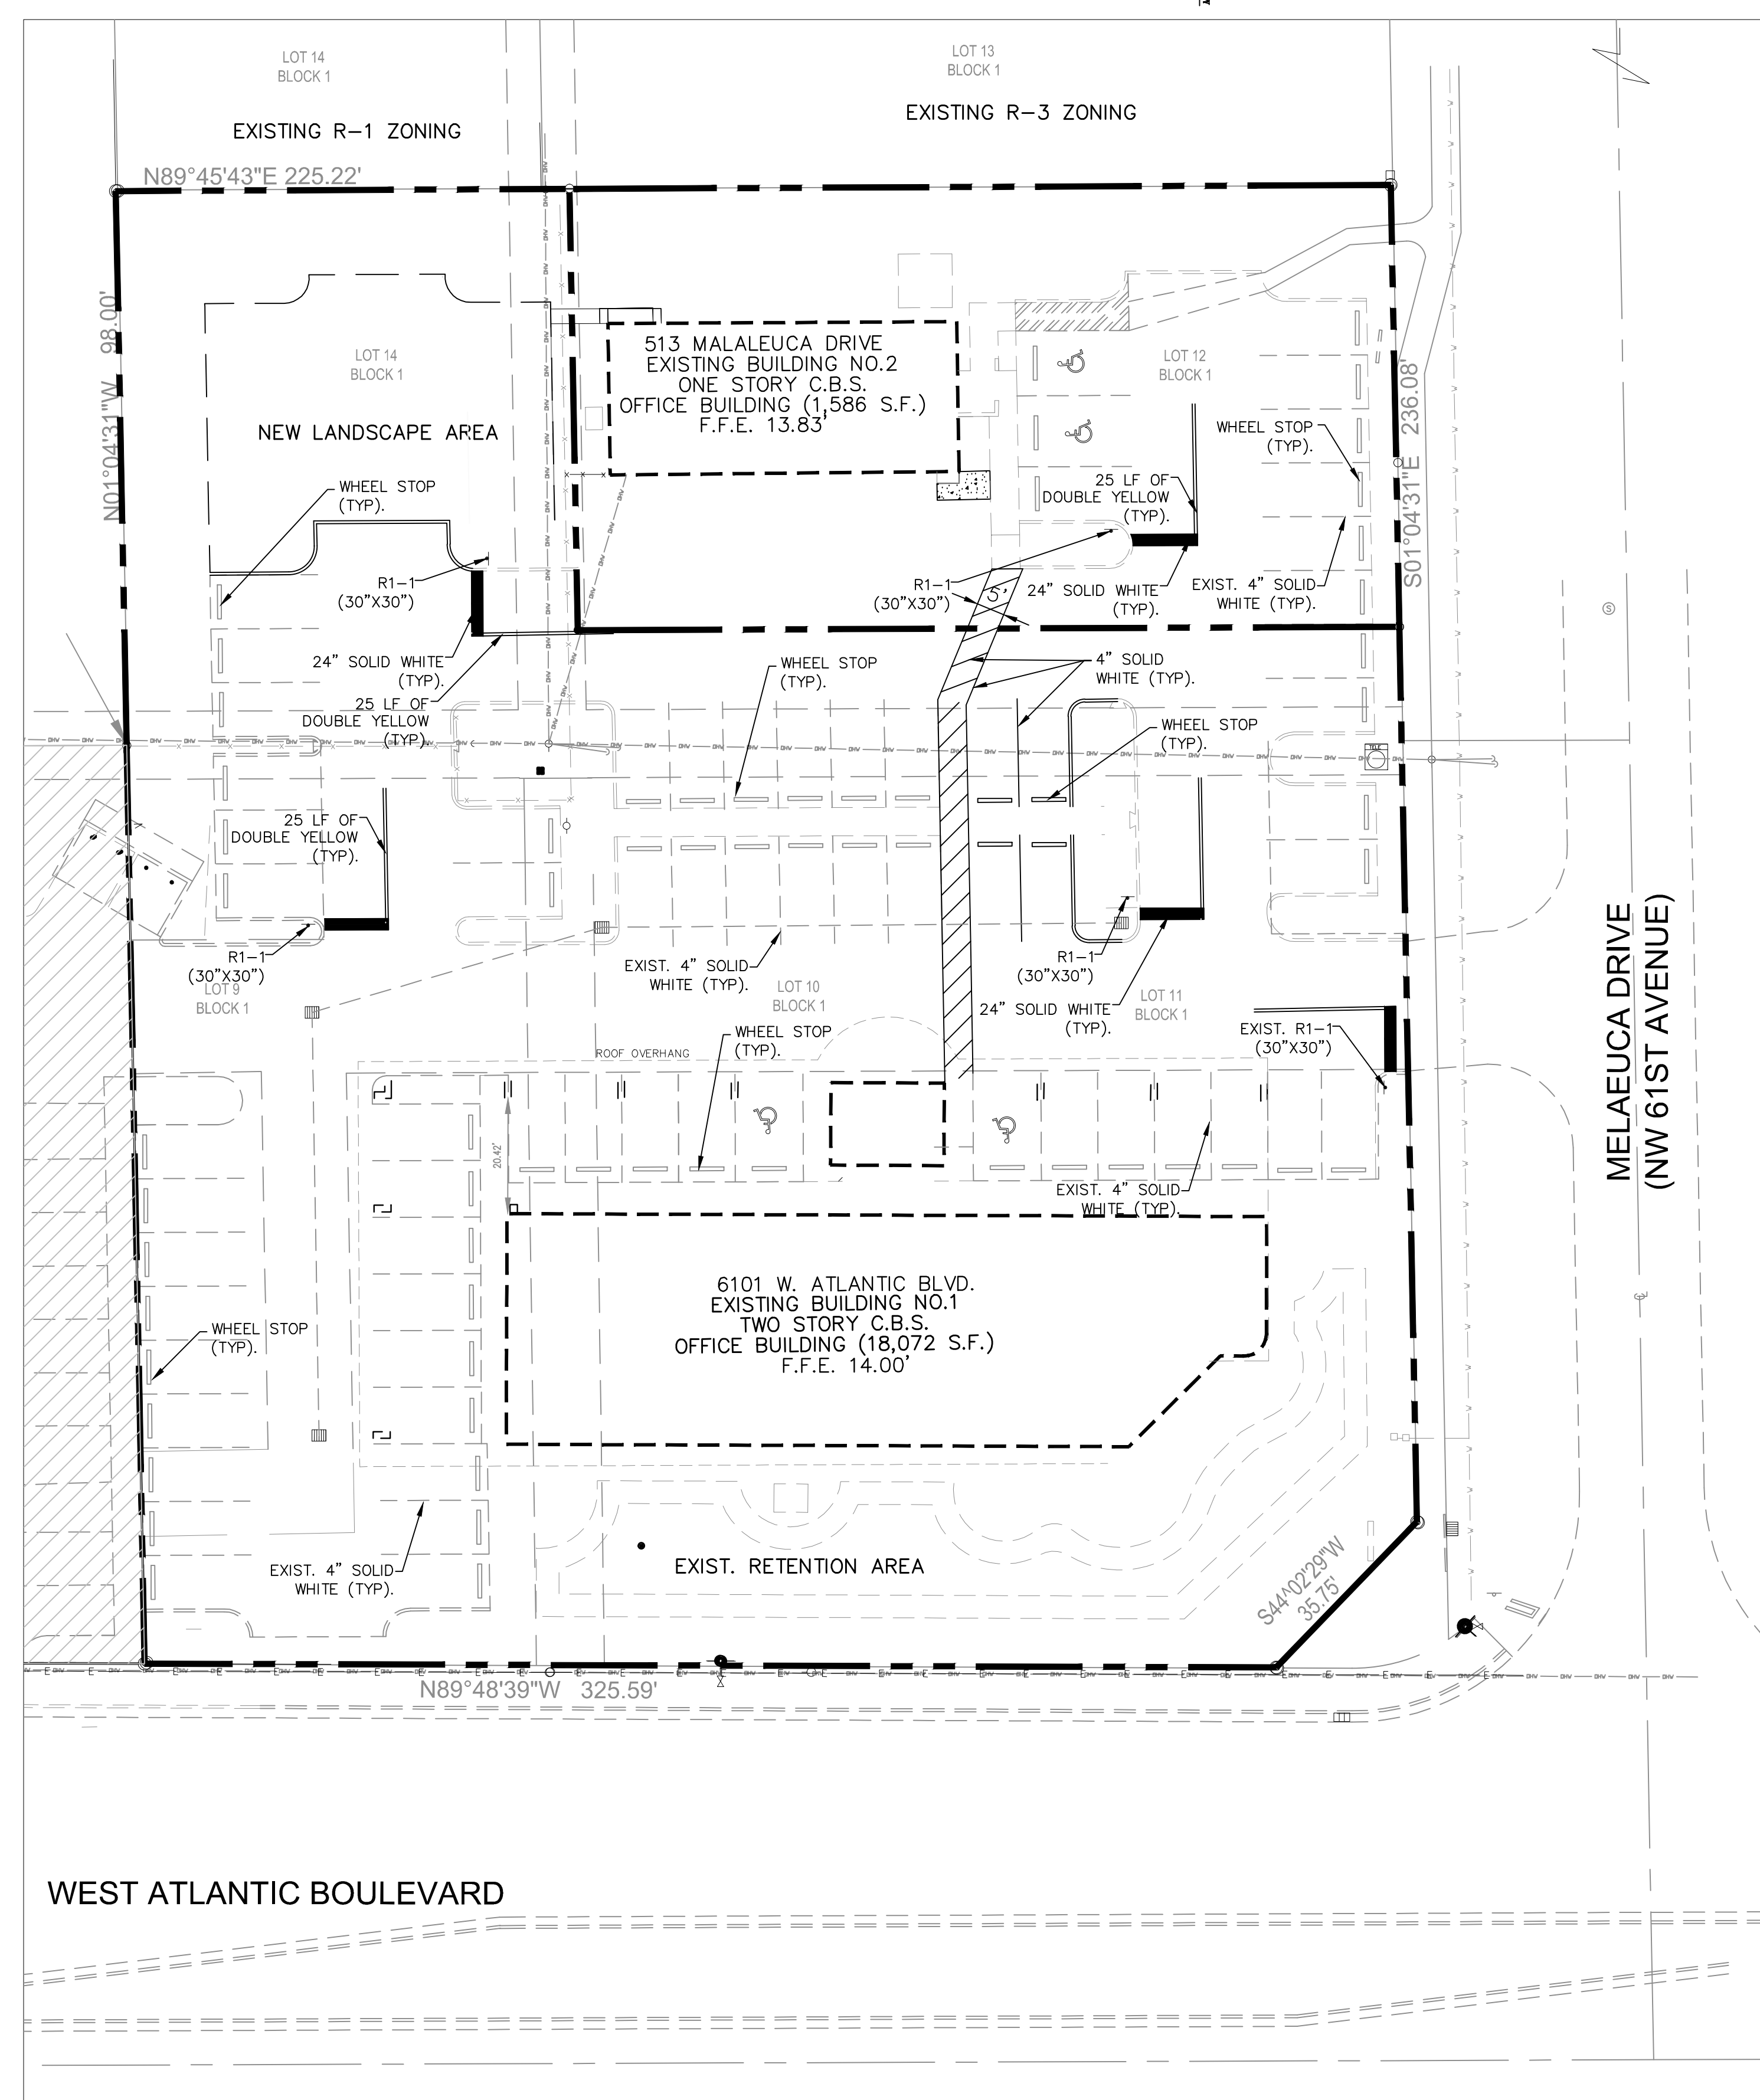 LOT 14
BLOCK 1
LOT 13
BLOCK 1
EXISTING R-1 ZONING
EXISTING R-3 ZONING
N89°45'43"E 225.22'
N01°04'31"W 98.00'
LOT 14
BLOCK 1
NEW LANDSCAPE AREA
513 MALALEUCA DRIVE
EXISTING BUILDING NO.2
ONE STORY C.B.S.
OFFICE BUILDING (1,586 S.F.)
F.F.E. 13.83'
LOT 12
BLOCK 1
S01°04'31"E 236.08'
WHEEL STOP
(TYP).
WHEEL STOP
(TYP).
25 LF OF
DOUBLE YELLOW
(TYP).
R1-1
(30"X30")
R1-1
(30"X30")
5'
24" SOLID WHITE
(TYP).
EXIST. 4" SOLID
WHITE (TYP).
24" SOLID WHITE
(TYP).
WHEEL STOP
(TYP).
4" SOLID
WHITE (TYP).
25 LF OF
DOUBLE YELLOW
(TYP).
WHEEL STOP
(TYP).
TELE
25 LF OF
DOUBLE YELLOW
(TYP).
R1-1
(30"X30")
LOT 9
BLOCK 1
EXIST. 4" SOLID
WHITE (TYP).
LOT 10
BLOCK 1
R1-1
(30"X30")
24" SOLID WHITE
(TYP).
LOT 11
BLOCK 1
EXIST. R1-1
(30"X30")
WHEEL STOP
(TYP).
ROOF OVERHANG
MELAEUCA DRIVE
(NW 61ST AVENUE)
20.42'
EXIST. 4" SOLID
WHITE (TYP).
6101 W. ATLANTIC BLVD.
EXISTING BUILDING NO.1
TWO STORY C.B.S.
OFFICE BUILDING (18,072 S.F.)
F.F.E. 14.00'
WHEEL STOP
(TYP).
EXIST. 4" SOLID
WHITE (TYP).
EXIST. RETENTION AREA
S44^02'29"W
35.75'
N89°48'39"W 325.59'
WEST ATLANTIC BOULEVARD